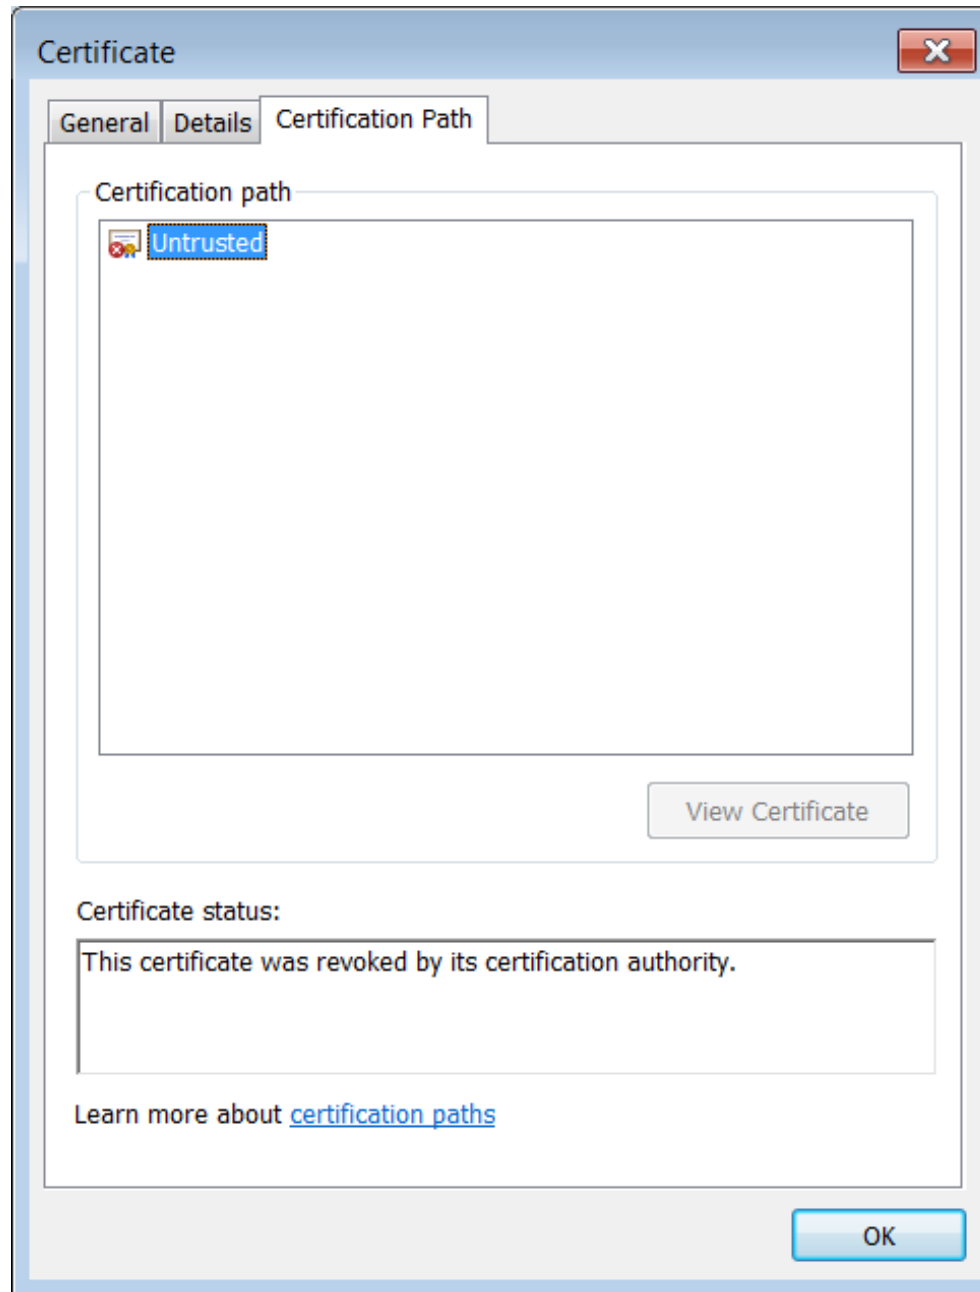 Certificate
General Details Certification Path
Certification path
Untrusted
View Certificate
Certificate status:
This certificate was revoked by its certification authority.
Learn more about certification paths
OK